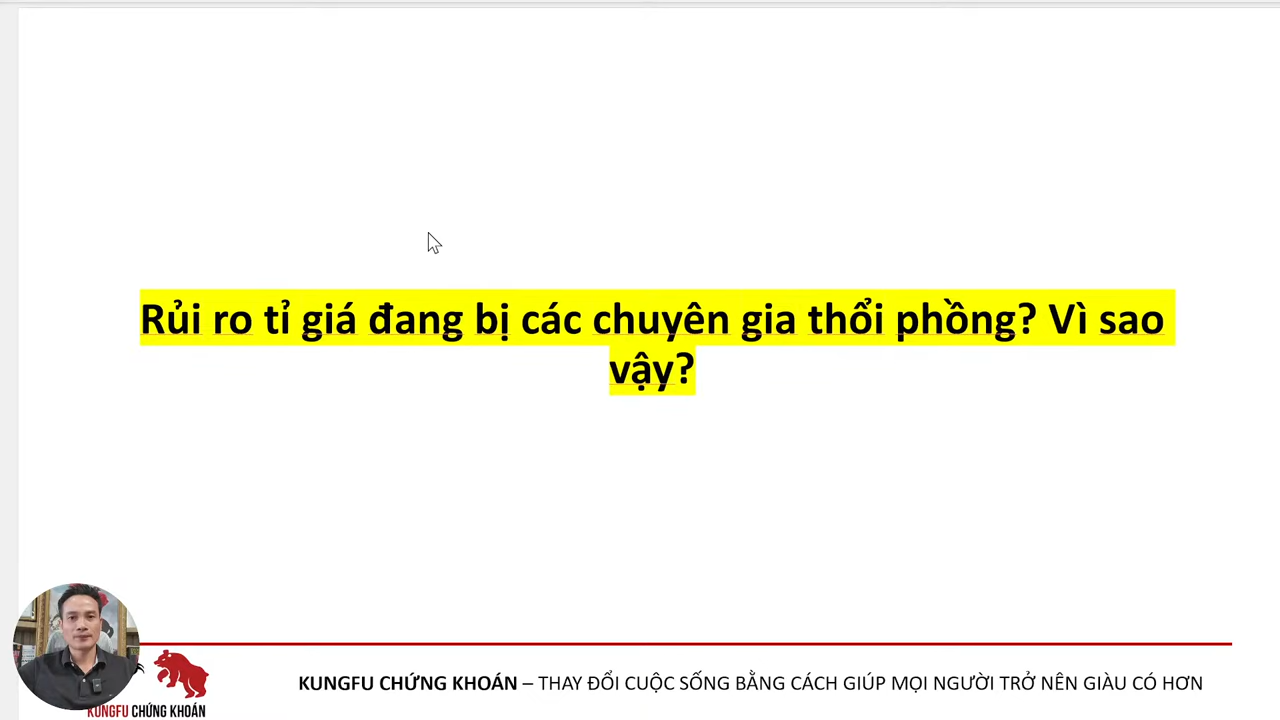 Rủi ro tỉ giá đang bị các chuyên gia thổi phồng? Vì sao
vậy?
KUNGFU CHỨNG KHOÁN – THAY ĐỔI CUỘC SỐNG BẰNG CÁCH GIÚP MỌI NGƯỜI TRỞ NÊN GIÀU CÓ HƠN
KUNGFU CHỨNG KHOÁN